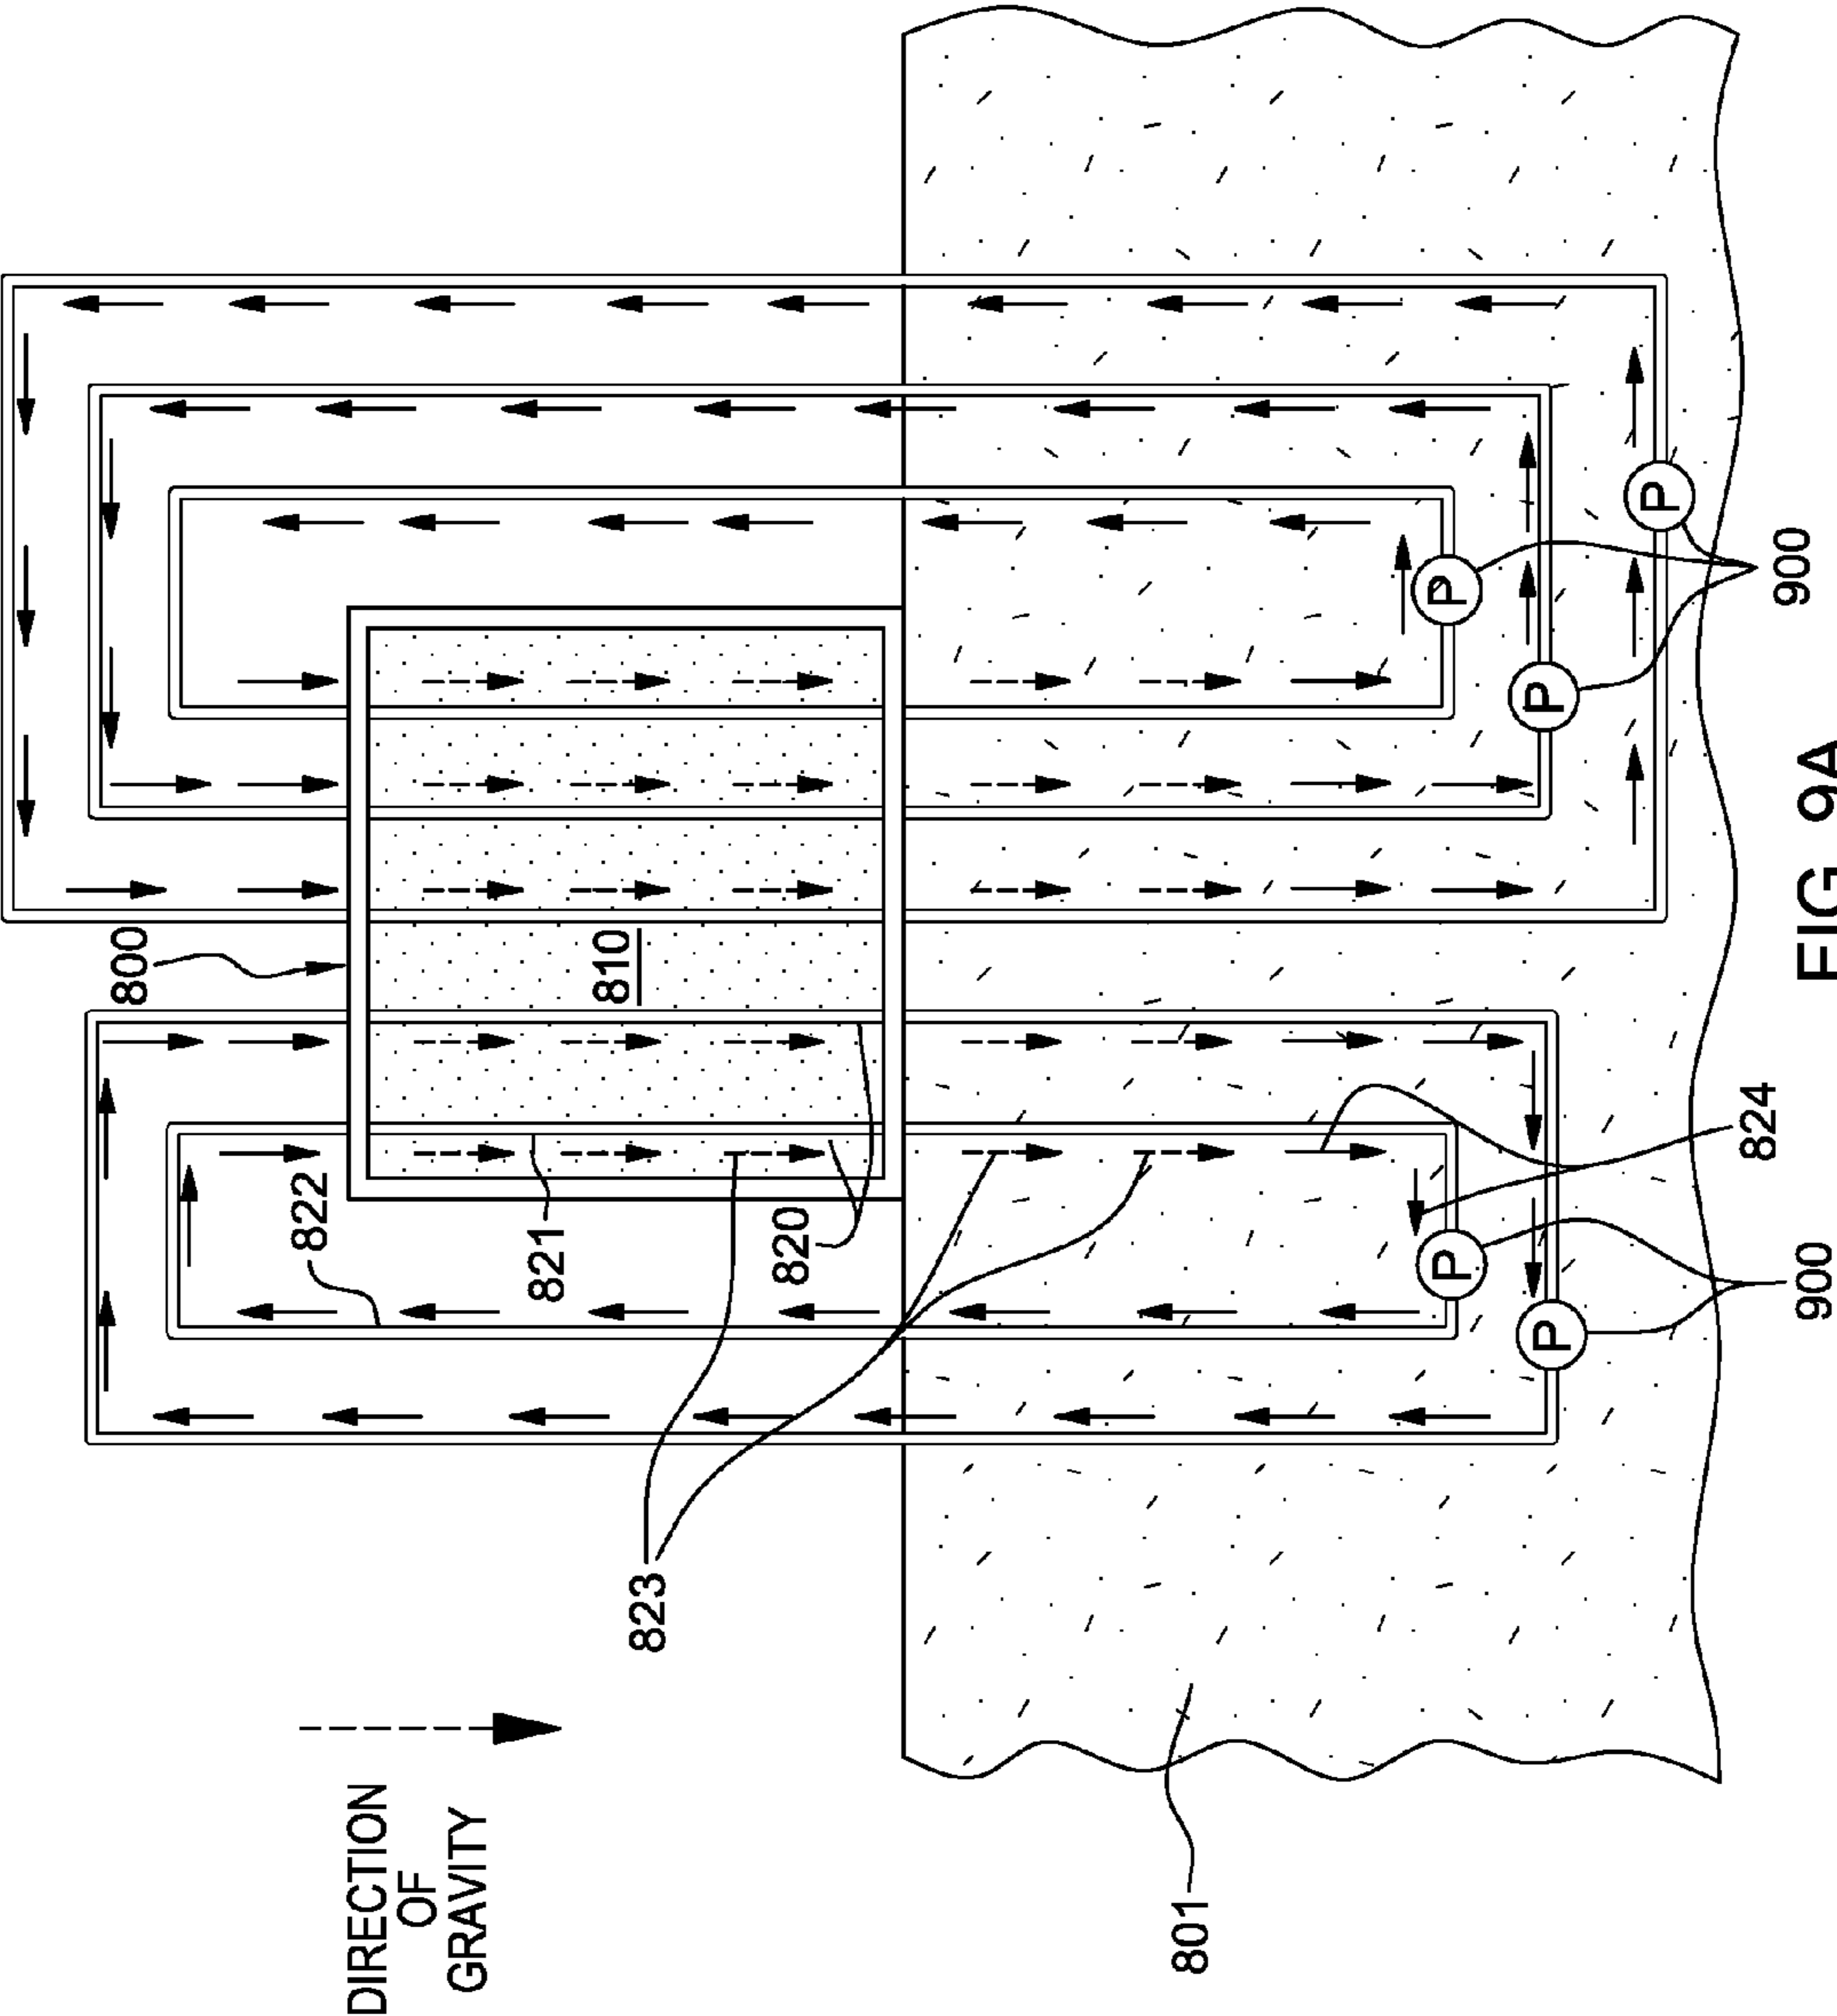 DIRECTION
OF
GRAVITY
800
810
822
821
820
823
801
P
P
P
P
P
824
900
900
FIG. 9A